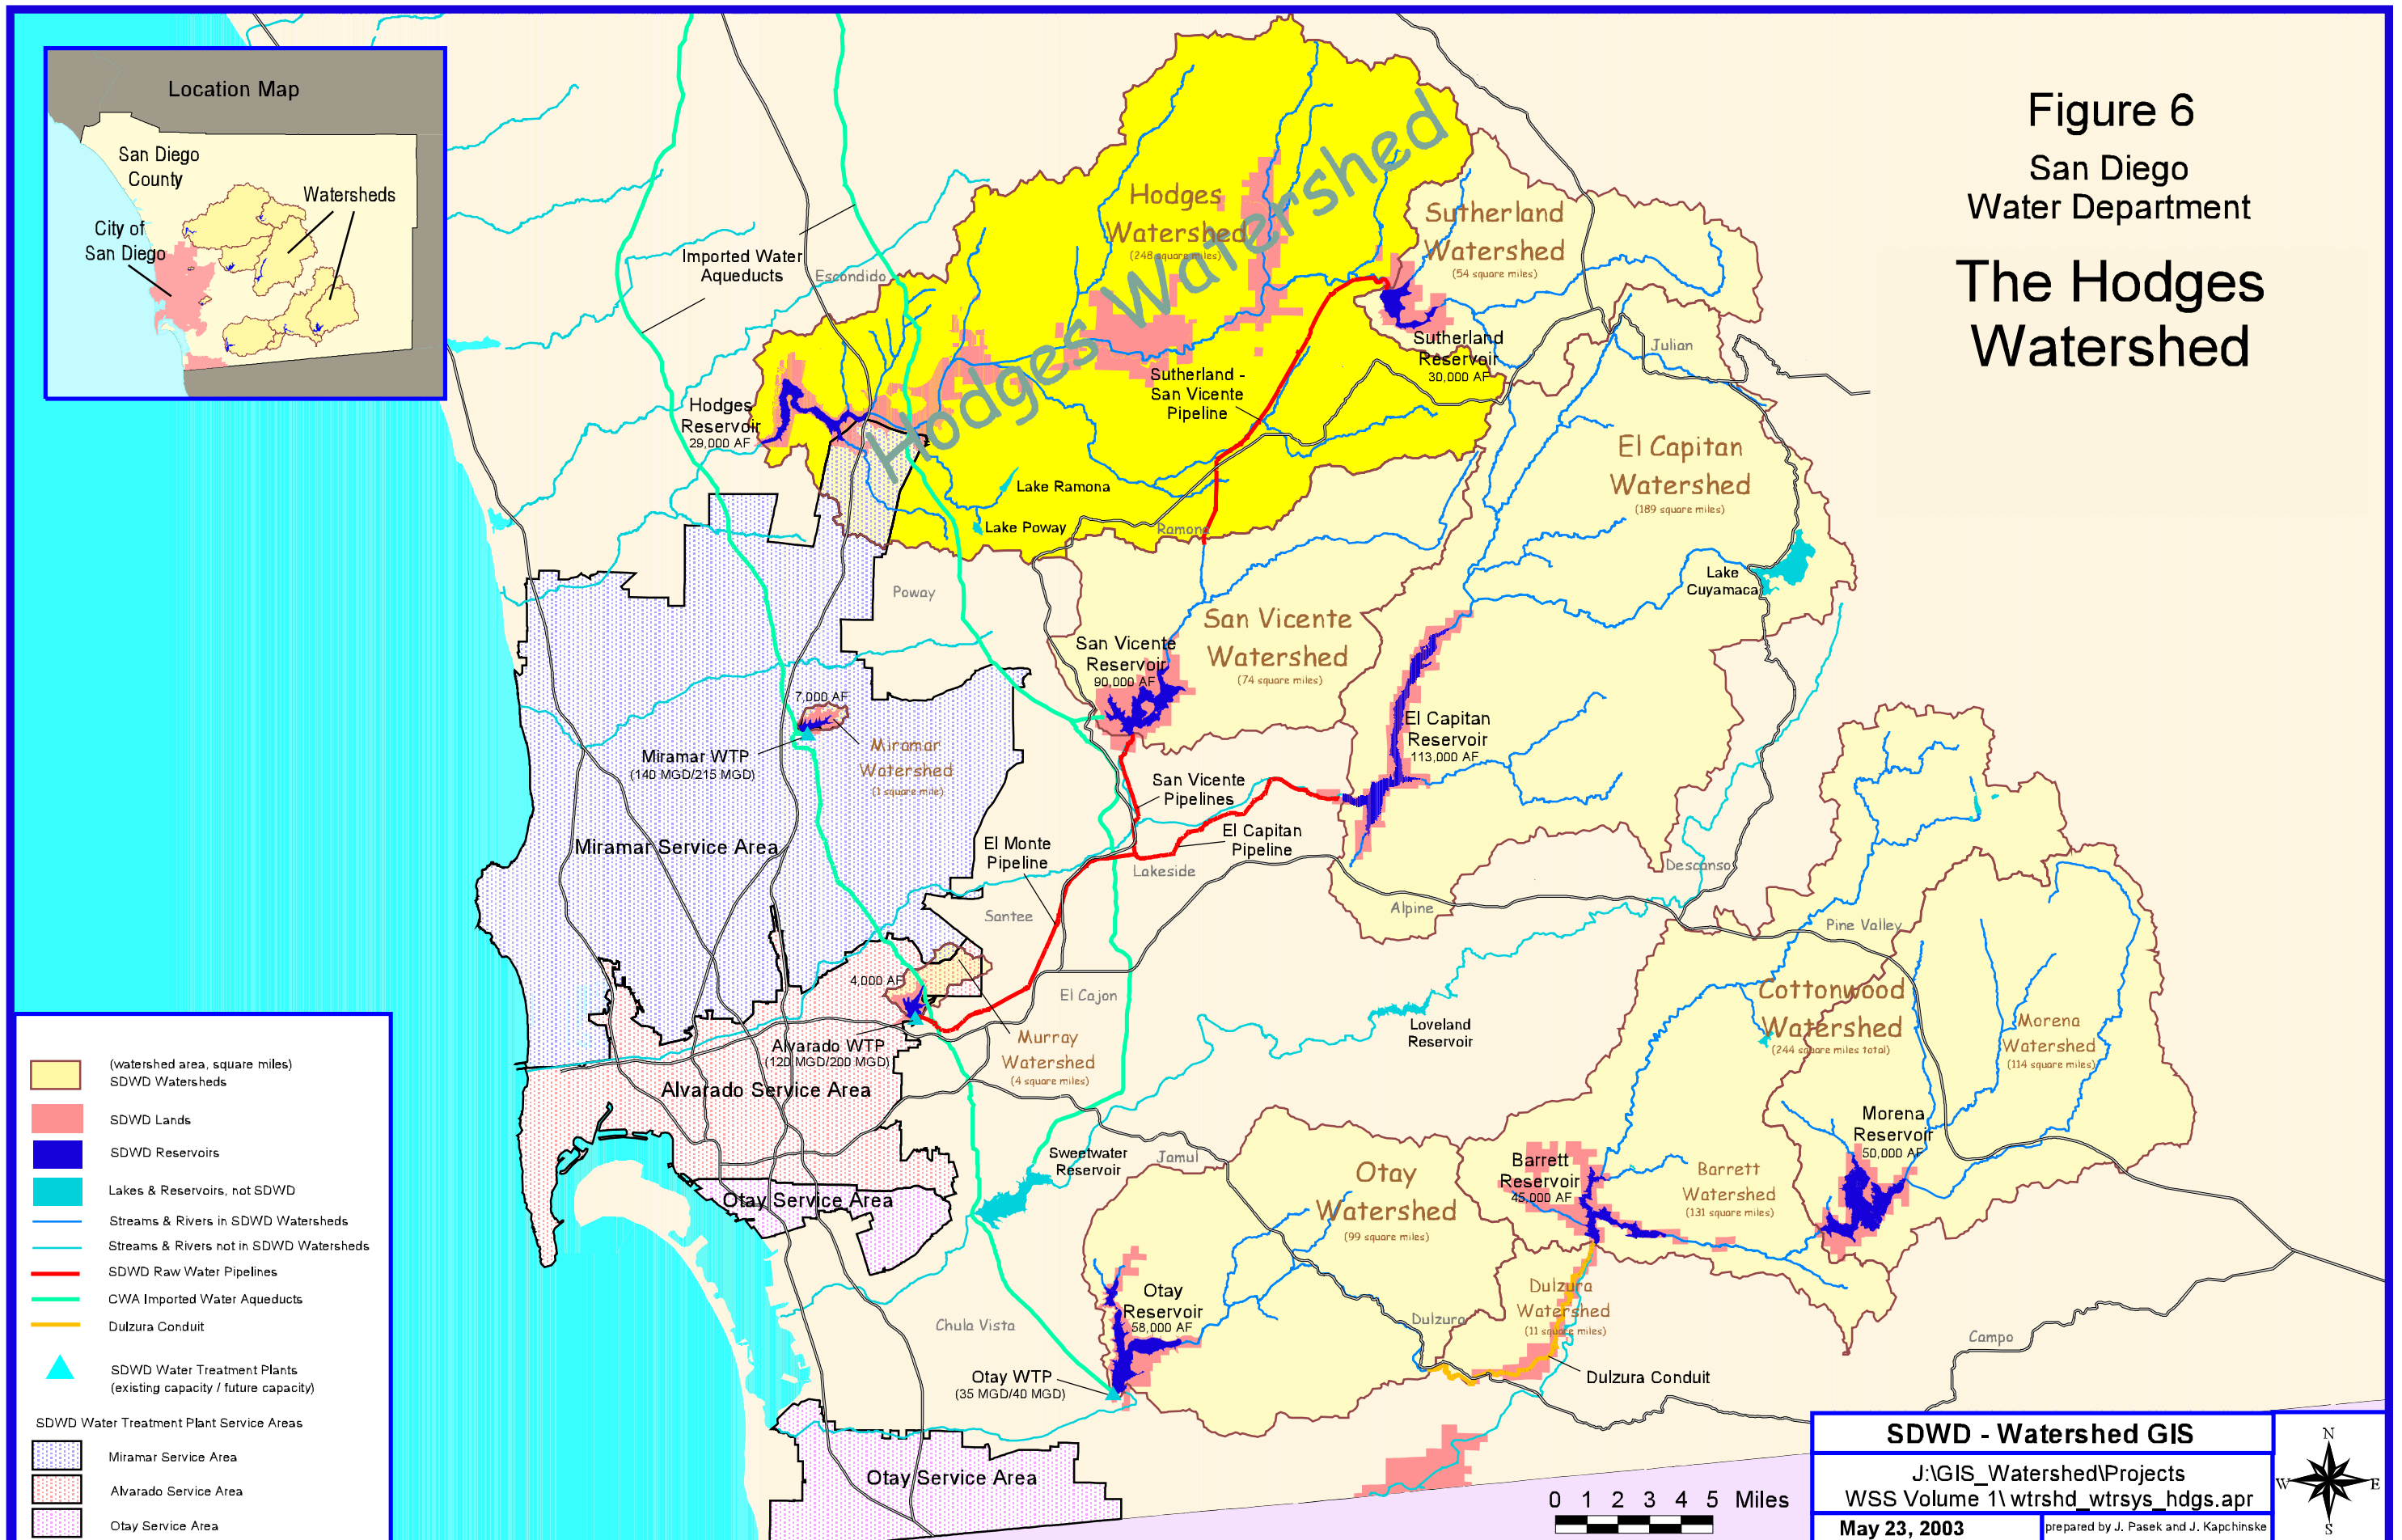 Figure 6
San Diego
Water Department
The Hodges
Watershed
Location Map
San Diego
County
Watersheds
City of
San Diego
Hodges Watershed
Hodges
Watershed
(248 square miles)
Sutherland
Watershed
(54 square miles)
Imported Water
Aqueducts
Escondido
Sutherland
Reservoir
30,000 AF
Julian
Sutherland -
San Vicente
Pipeline
Hodges
Reservoir
29,000 AF
El Capitan
Watershed
(189 square miles)
Lake Ramona
Lake Poway
Ramona
Lake
Cuyamaca
Poway
San Vicente
Watershed
(74 square miles)
San Vicente
Reservoir
90,000 AF
7,000 AF
El Capitan
Reservoir
113,000 AF
Miramar WTP
(140 MGD/215 MGD)
Miramar
Watershed
(1 square mile)
San Vicente
Pipelines
El Capitan
Pipeline
El Monte
Pipeline
Miramar Service Area
Lakeside
Descanso
Santee
Alpine
Pine Valley
4,000 AF
El Cajon
Cottonwood
Watershed
(244 square miles total)
Morena
Watershed
(114 square miles)
Loveland
Reservoir
Murray
Watershed
(4 square miles)
Alvarado WTP
(120 MGD/200 MGD)
Alvarado Service Area
Morena
Reservoir
50,000 AF
Sweetwater
Reservoir
Jamul
Otay
Watershed
(99 square miles)
Barrett
Reservoir
45,000 AF
Barrett
Watershed
(131 square miles)
Otay Service Area
Otay
Reservoir
58,000 AF
Dulzura
Watershed
(11 square miles)
Dulzura
Chula Vista
Campo
Otay WTP
(35 MGD/40 MGD)
Dulzura Conduit
Otay Service Area
(watershed area, square miles)
SDWD Watersheds
SDWD Lands
SDWD Reservoirs
Lakes & Reservoirs, not SDWD
Streams & Rivers in SDWD Watersheds
Streams & Rivers not in SDWD Watersheds
SDWD Raw Water Pipelines
CWA Imported Water Aqueducts
Dulzura Conduit
SDWD Water Treatment Plants
(existing capacity / future capacity)
SDWD Water Treatment Plant Service Areas
Miramar Service Area
Alvarado Service Area
Otay Service Area
0 1 2 3 4 5 Miles
SDWD - Watershed GIS
J:\GIS_Watershed\Projects
WSS Volume 1\ wtrshd_wtrsys_hdgs.apr
May 23, 2003
prepared by J. Pasek and J. Kapchinske
N
W E
S